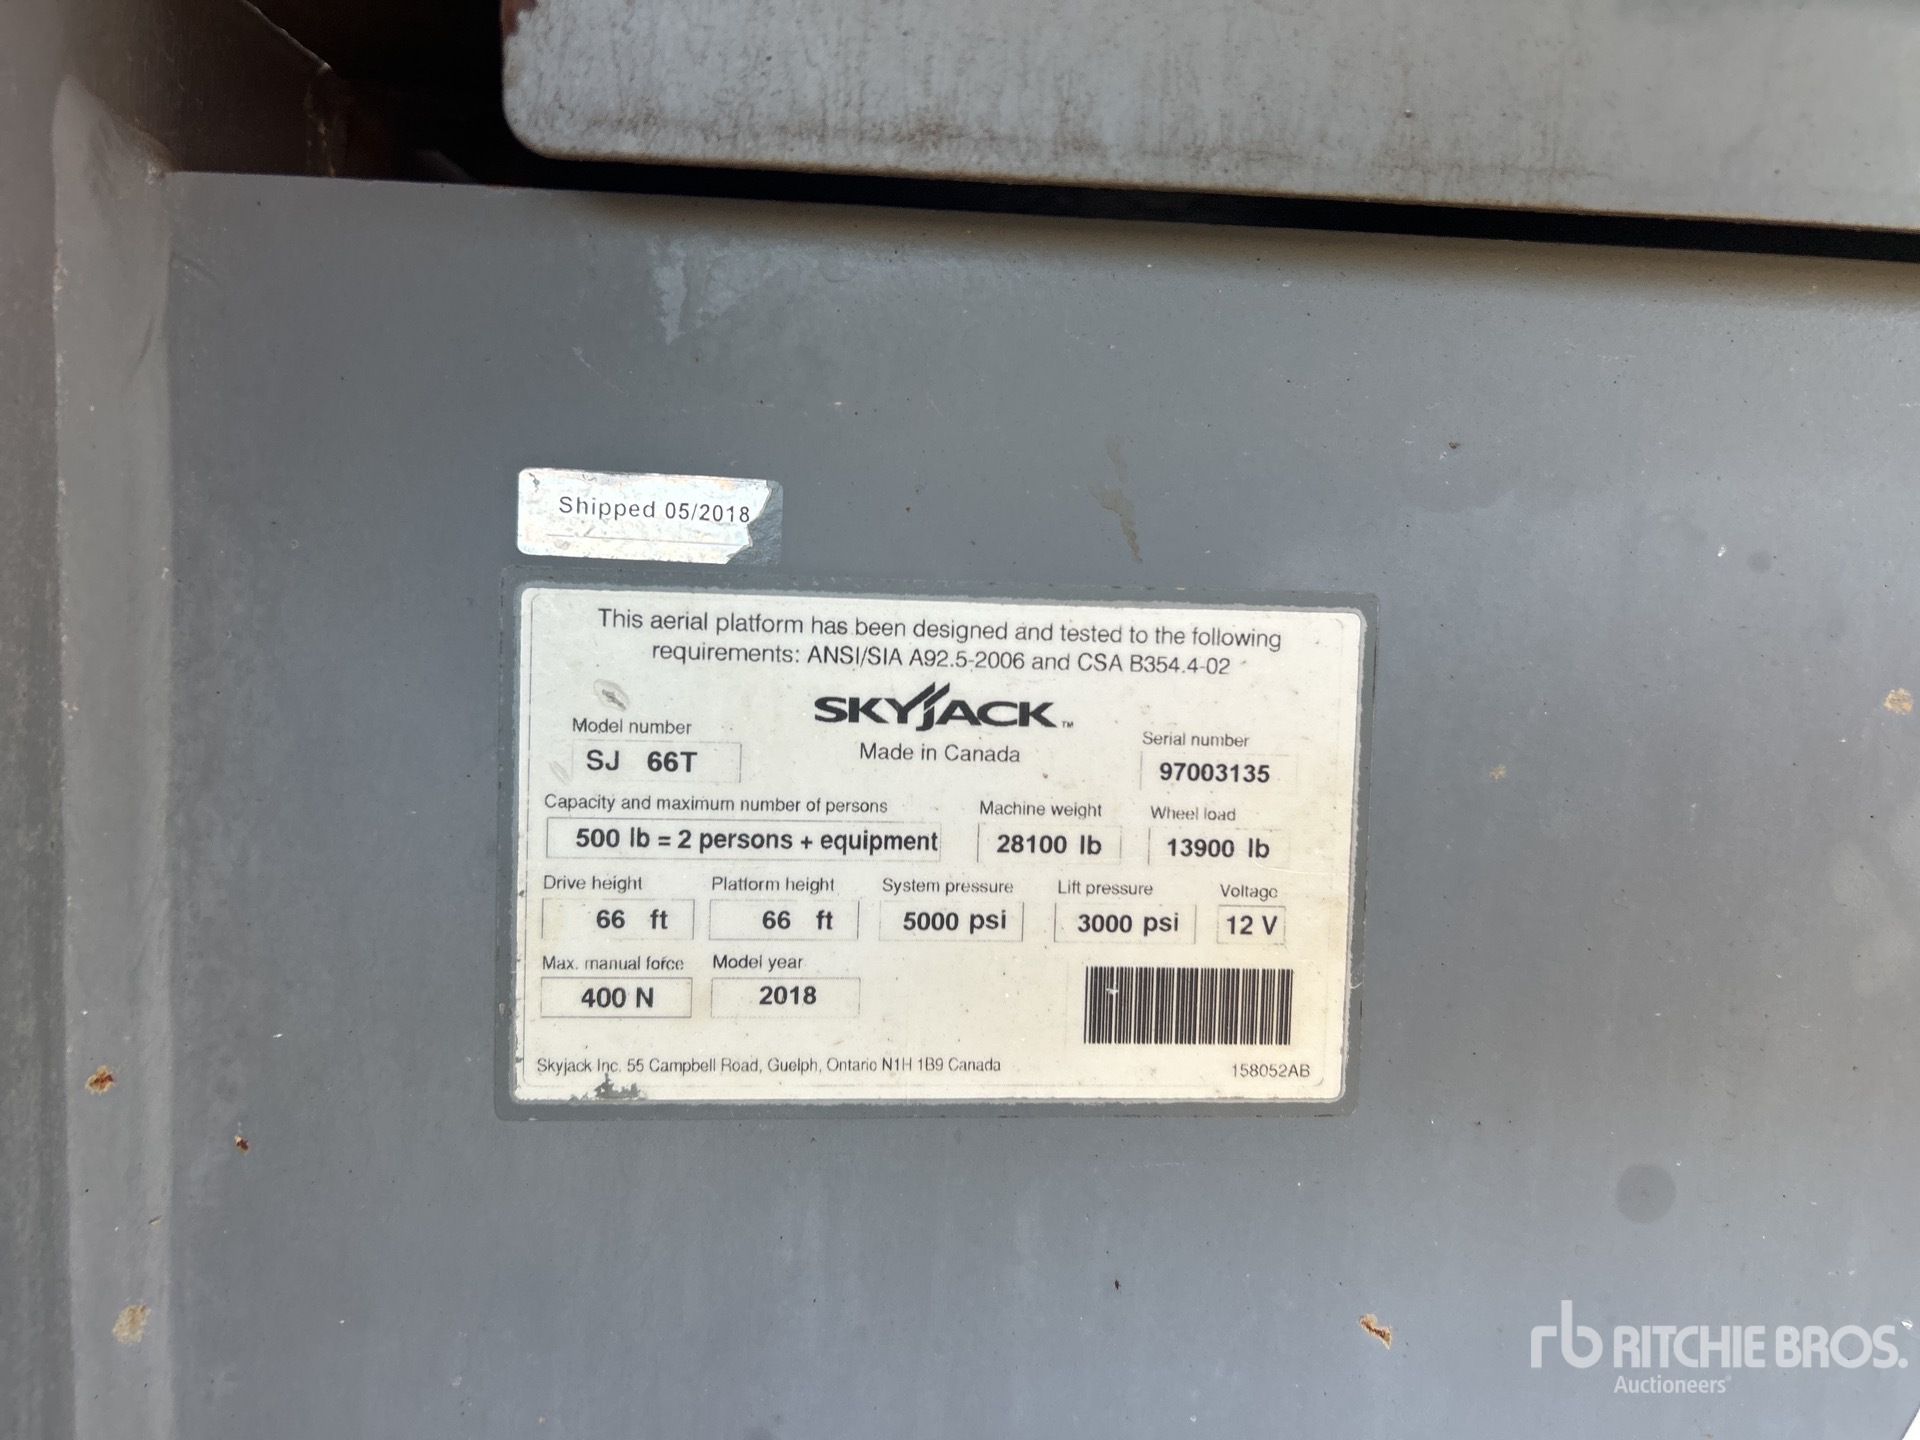 Shipped 05/2018
This aerial platform has been designed and tested to the following
requirements: ANSI/SIA A92.5-2006 and CSA B354.4-02
SKYJACK™
Made in Canada
Model number
SJ 66T
Serial number
97003135
Capacity and maximum number of persons
500 lb = 2 persons + equipment
Machine weight
28100 lb
Wheel load
13900 lb
Drive height
66 ft
Platform height
66 ft
System pressure
5000 psi
Lift pressure
3000 psi
Voltage
12 V
Max. manual force
400 N
Model year
2018
Skyjack Inc. 55 Campbell Road, Guelph, Ontario N1H 1B9 Canada
158052AB
rb RITCHIE BROS.
Auctioneers